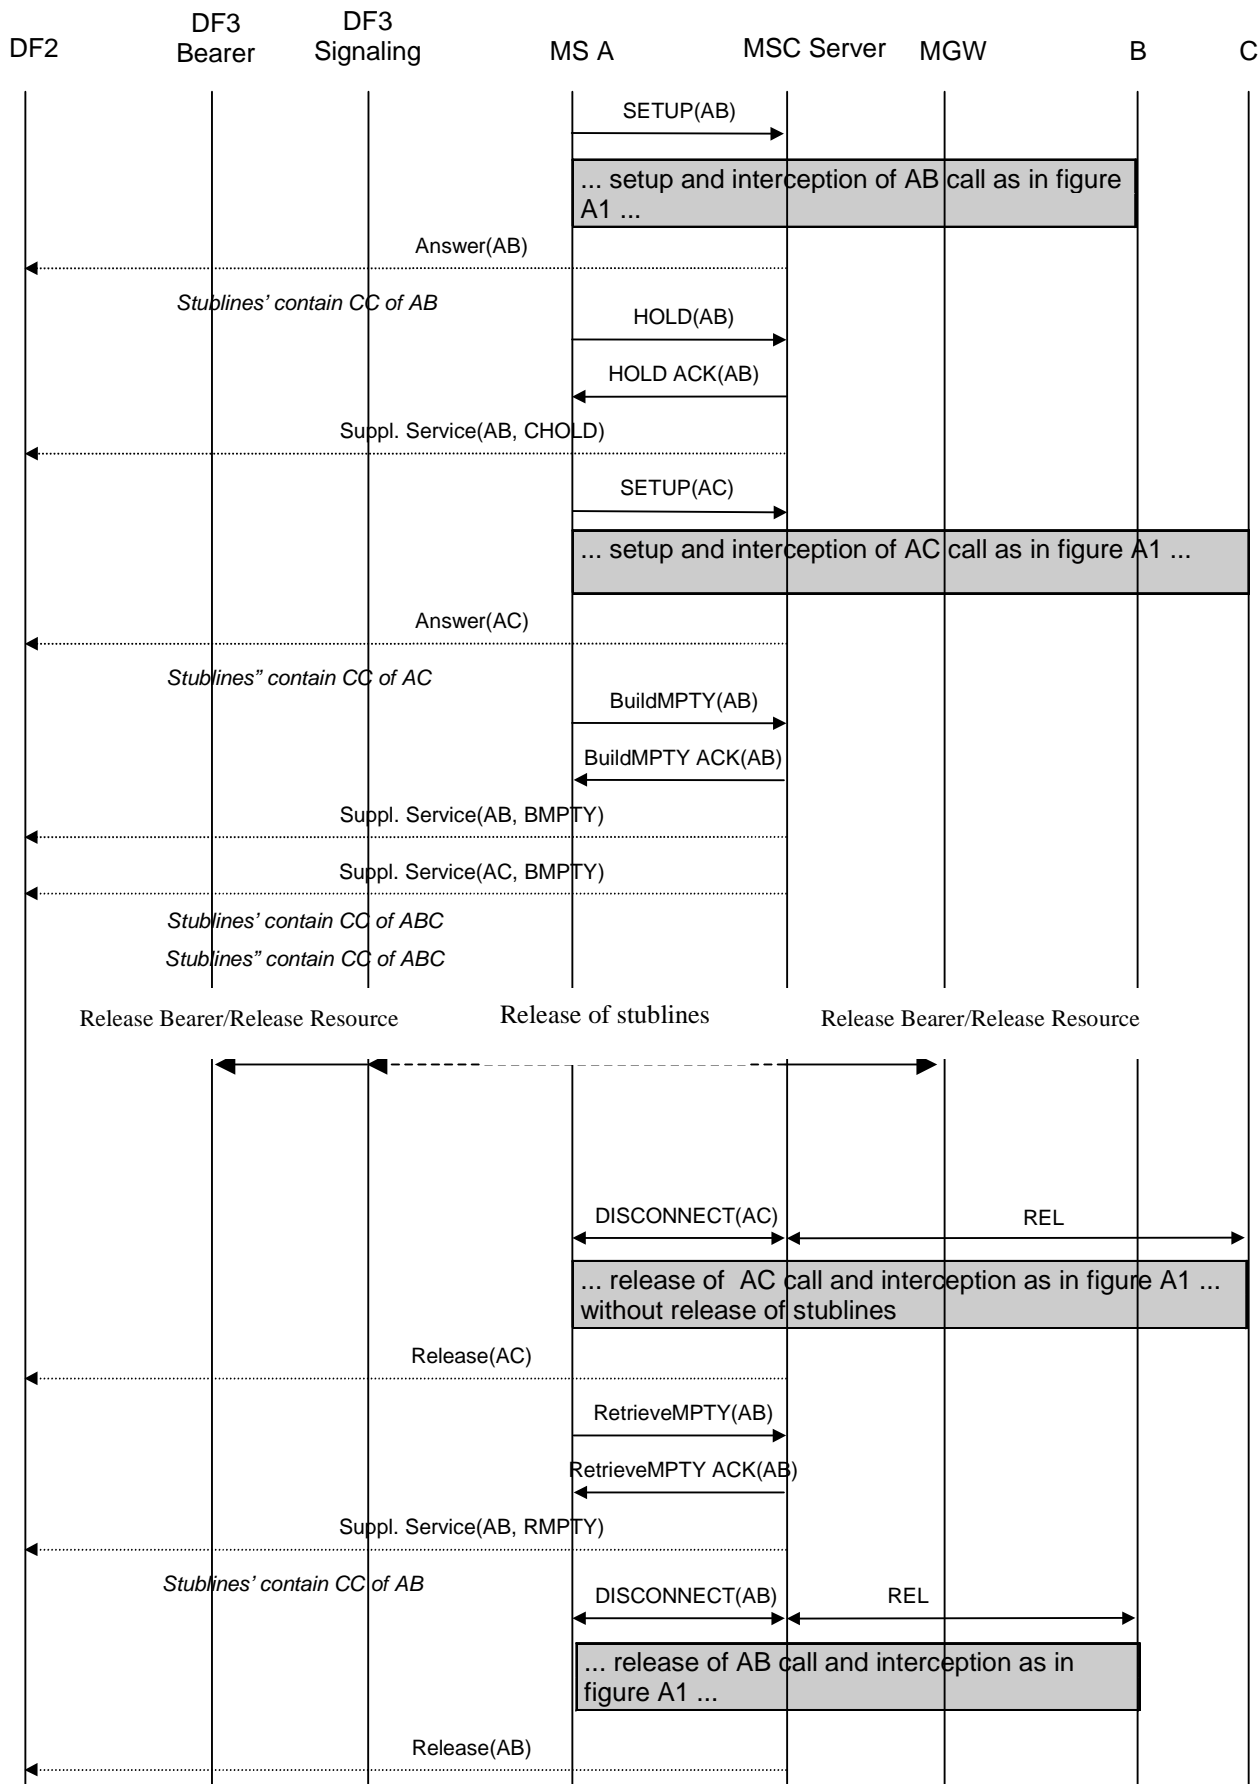 DF2
DF3
Bearer
DF3
Signaling
MS A
MSC Server
MGW
B
C
SETUP(AB)
... setup and interception of AB call as in figure
A1 ...
Answer(AB)
Stublines’ contain CC of AB
HOLD(AB)
HOLD ACK(AB)
Suppl. Service(AB, CHOLD)
SETUP(AC)
... setup and interception of AC call as in figure A1 ...
Answer(AC)
Stublines” contain CC of AC
BuildMPTY(AB)
BuildMPTY ACK(AB)
Suppl. Service(AB, BMPTY)
Suppl. Service(AC, BMPTY)
Stublines’ contain CC of ABC
Stublines” contain CC of ABC
Release Bearer/Release Resource
Release of stublines
Release Bearer/Release Resource
DISCONNECT(AC)
REL
... release of  AC call and interception as in figure A1 ...
without release of stublines
Release(AC)
RetrieveMPTY(AB)
RetrieveMPTY ACK(AB)
Suppl. Service(AB, RMPTY)
Stublines’ contain CC of AB
DISCONNECT(AB)
REL
... release of AB call and interception as in
figure A1 ...
Release(AB)